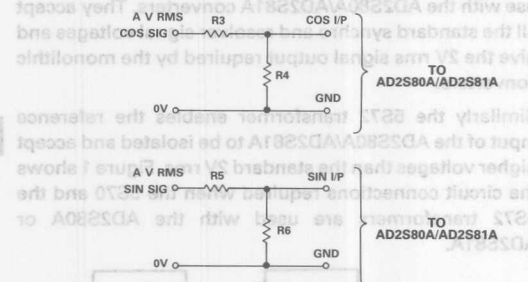 A V RMS
COS SIG
R3
COS I/P
R4
0V
GND
TO
AD2S80A/AD2S81A
A V RMS
SIN SIG
R5
SIN I/P
R6
0V
GND
TO
AD2S80A/AD2S81A